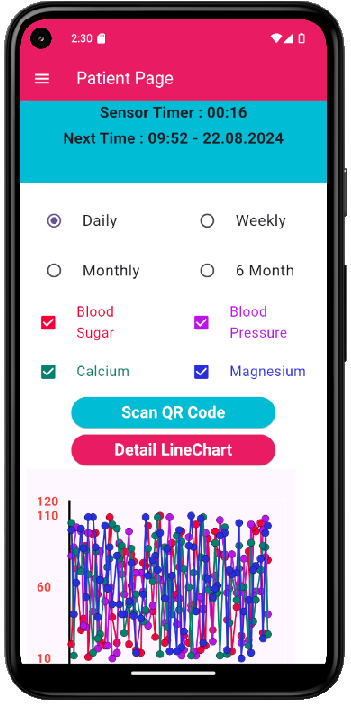 2:30
Patient Page
Sensor Timer : 00:16
Next Time : 09:52 - 22.08.2024
Daily
Weekly
Monthly
6 Month
Blood
Sugar
Blood
Pressure
Calcium
Magnesium
Scan QR Code
Detail LineChart
120
110
60
10